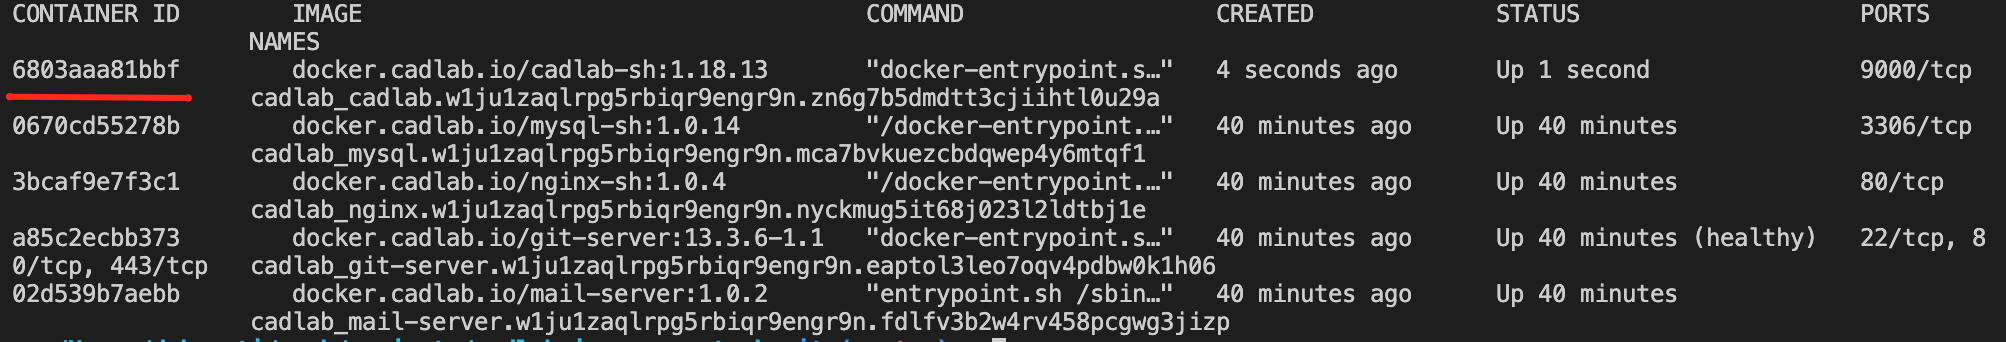 CONTAINER ID IMAGE COMMAND CREATED STATUS PORTS
NAMES
6803aaa81bbf docker.cadlab.io/cadlab-sh:1.18.13 "docker-entrypoint.s…" 4 seconds ago Up 1 second 9000/tcp
cadlab_cadlab.w1ju1zaqlrpg5rbiqr9engr9n.zn6g7b5dmdtt3cjiihtl0u29a
0670cd55278b docker.cadlab.io/mysql-sh:1.0.14 "/docker-entrypoint.…" 40 minutes ago Up 40 minutes 3306/tcp
cadlab_mysql.w1ju1zaqlrpg5rbiqr9engr9n.mca7bvkuezcbdqwep4y6mtqf1
3bcaf9e7f3c1 docker.cadlab.io/nginx-sh:1.0.4 "/docker-entrypoint.…" 40 minutes ago Up 40 minutes 80/tcp
cadlab_nginx.w1ju1zaqlrpg5rbiqr9engr9n.nyckmug5it68j023l2ldtbj1e
a85c2ecbb373 docker.cadlab.io/git-server:13.3.6-1.1 "docker-entrypoint.s…" 40 minutes ago Up 40 minutes (healthy) 22/tcp, 8
0/tcp, 443/tcp cadlab_git-server.w1ju1zaqlrpg5rbiqr9engr9n.eaptol3leo7oqv4pdbw0k1h06
02d539b7aebb docker.cadlab.io/mail-server:1.0.2 "entrypoint.sh /sbin…" 40 minutes ago Up 40 minutes
cadlab_mail-server.w1ju1zaqlrpg5rbiqr9engr9n.fdlfv3b2w4rv458pcgwg3jizp